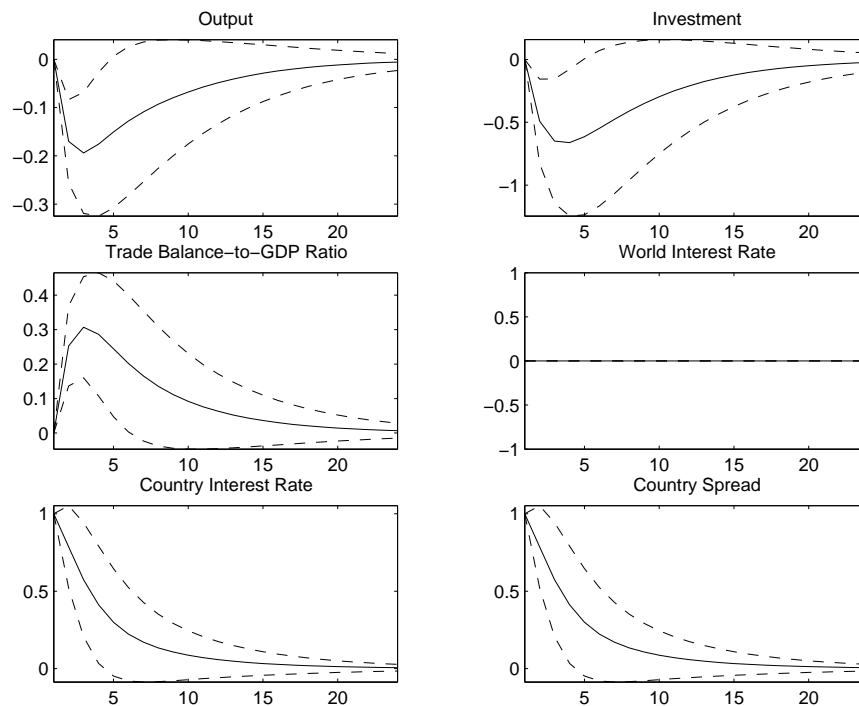 Output
0
−0.1
−0.2
−0.3
5 10 15 20
Investment
0
−0.5
−1
5 10 15 20
Trade Balance−to−GDP Ratio
0.4
0.3
0.2
0.1
0
5 10 15 20
World Interest Rate
1
0.5
0
−0.5
−1
5 10 15 20
Country Interest Rate
1
0.5
0
5 10 15 20
Country Spread
1
0.5
0
5 10 15 20